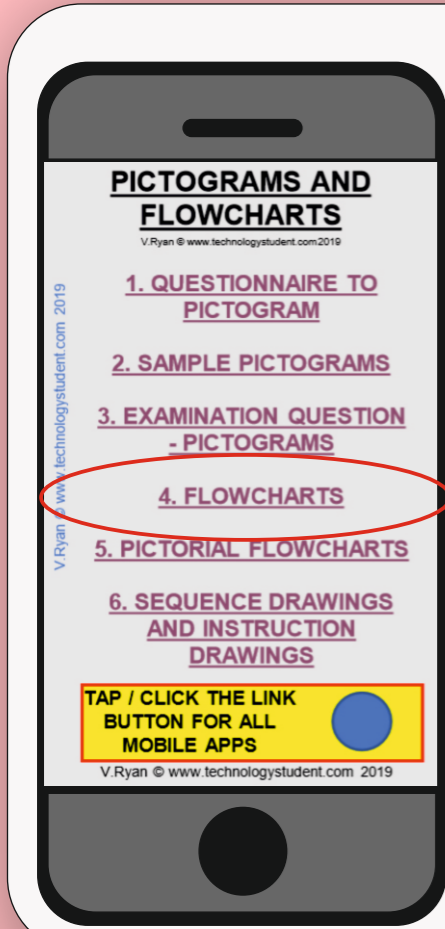 PICTOGRAMS AND
FLOWCHARTS
V.Ryan © www.technologystudent.com 2019
V.Ryan © www.technologystudent.com 2019
1. QUESTIONNAIRE TO
PICTOGRAM
2. SAMPLE PICTOGRAMS
3. EXAMINATION QUESTION
- PICTOGRAMS
4. FLOWCHARTS
5. PICTORIAL FLOWCHARTS
6. SEQUENCE DRAWINGS
AND INSTRUCTION
DRAWINGS
TAP / CLICK THE LINK
BUTTON FOR ALL
MOBILE APPS
V.Ryan © www.technologystudent.com 2019